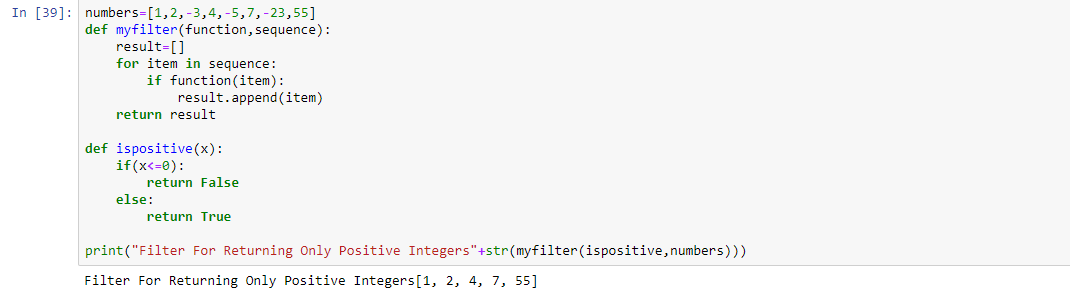 In [39]: numbers=[1,2,-3,4,-5,7,-23,55]
def myfilter(function,sequence):
    result=[]
    for item in sequence:
        if function(item):
            result.append(item)
    return result

def ispositive(x):
    if(x<=0):
        return False
    else:
        return True

print("Filter For Returning Only Positive Integers"+str(myfilter(ispositive,numbers)))
Filter For Returning Only Positive Integers[1, 2, 4, 7, 55]